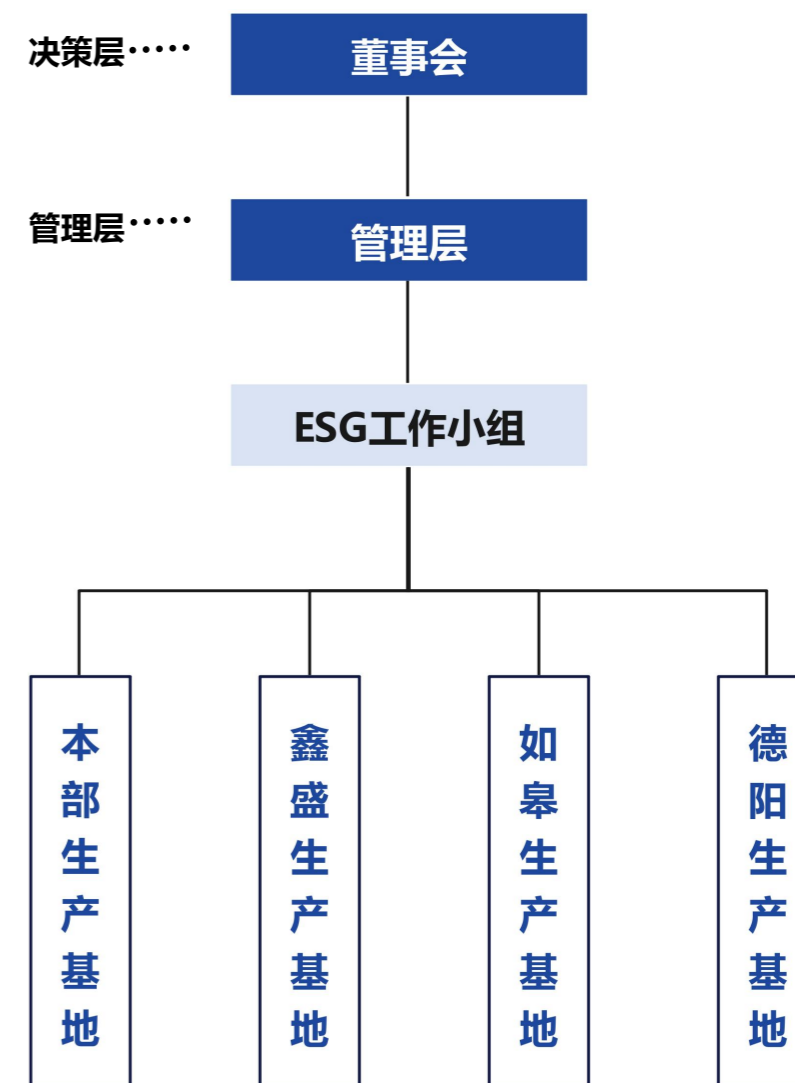 决策层·····
董事会
管理层·····
管理层
ESG工作小组
本部生产基地
鑫盛生产基地
如皋生产基地
德阳生产基地